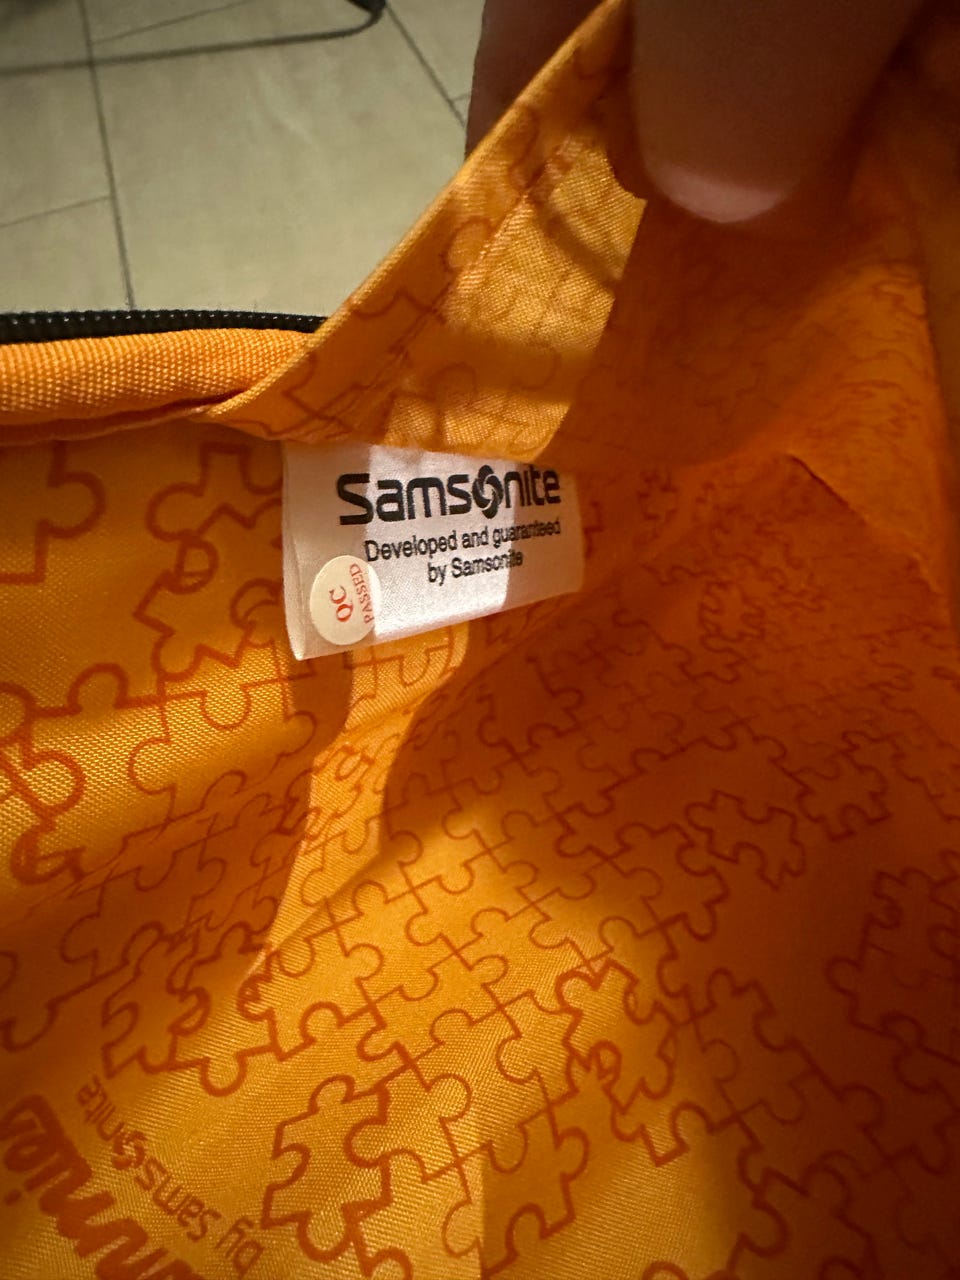 Samsonite
Developed and guaranteed
by Samsonite
QC
PASSED
by samsonite